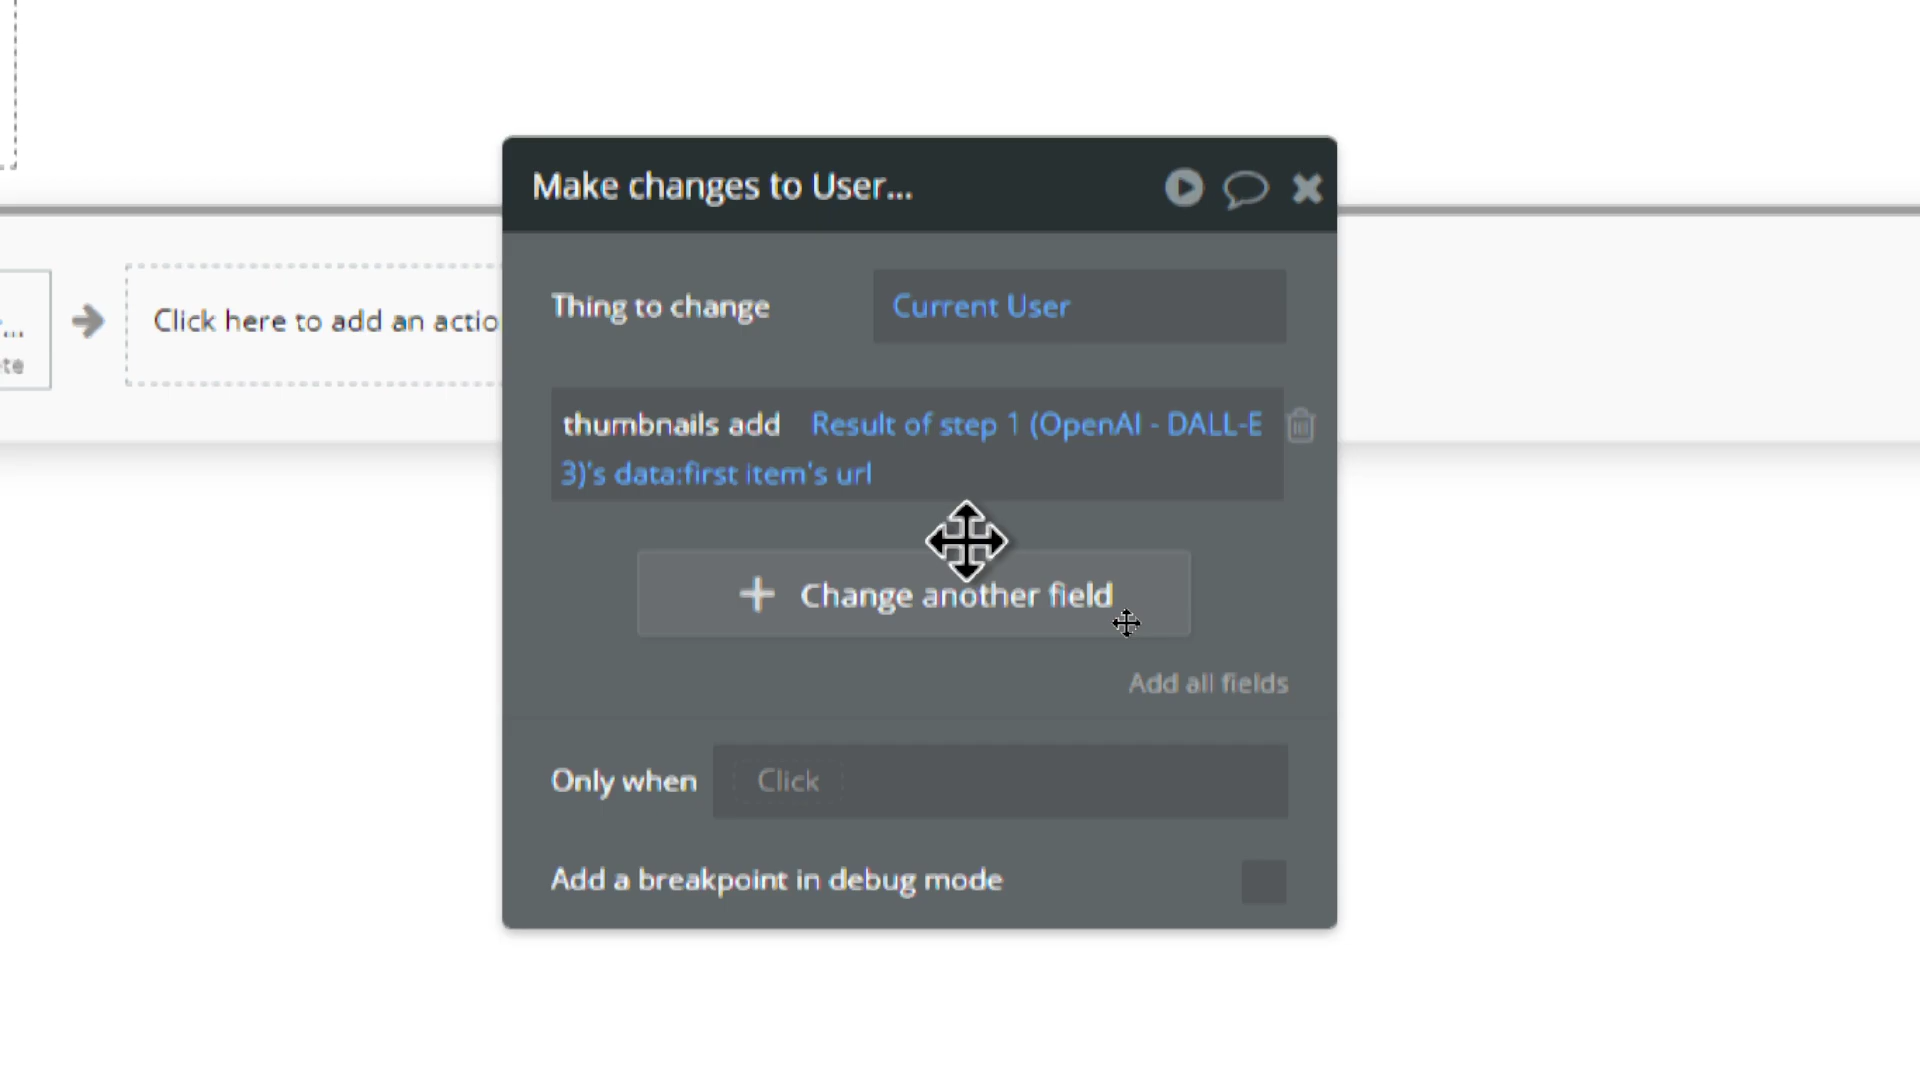 Make changes to User...
Thing to change Current User
...
te
Click here to add an actio
thumbnails add Result of step 1 (OpenAI - DALL-E
3)'s data:first item's url
Change another field
Add all fields
Only when Click
Add a breakpoint in debug mode